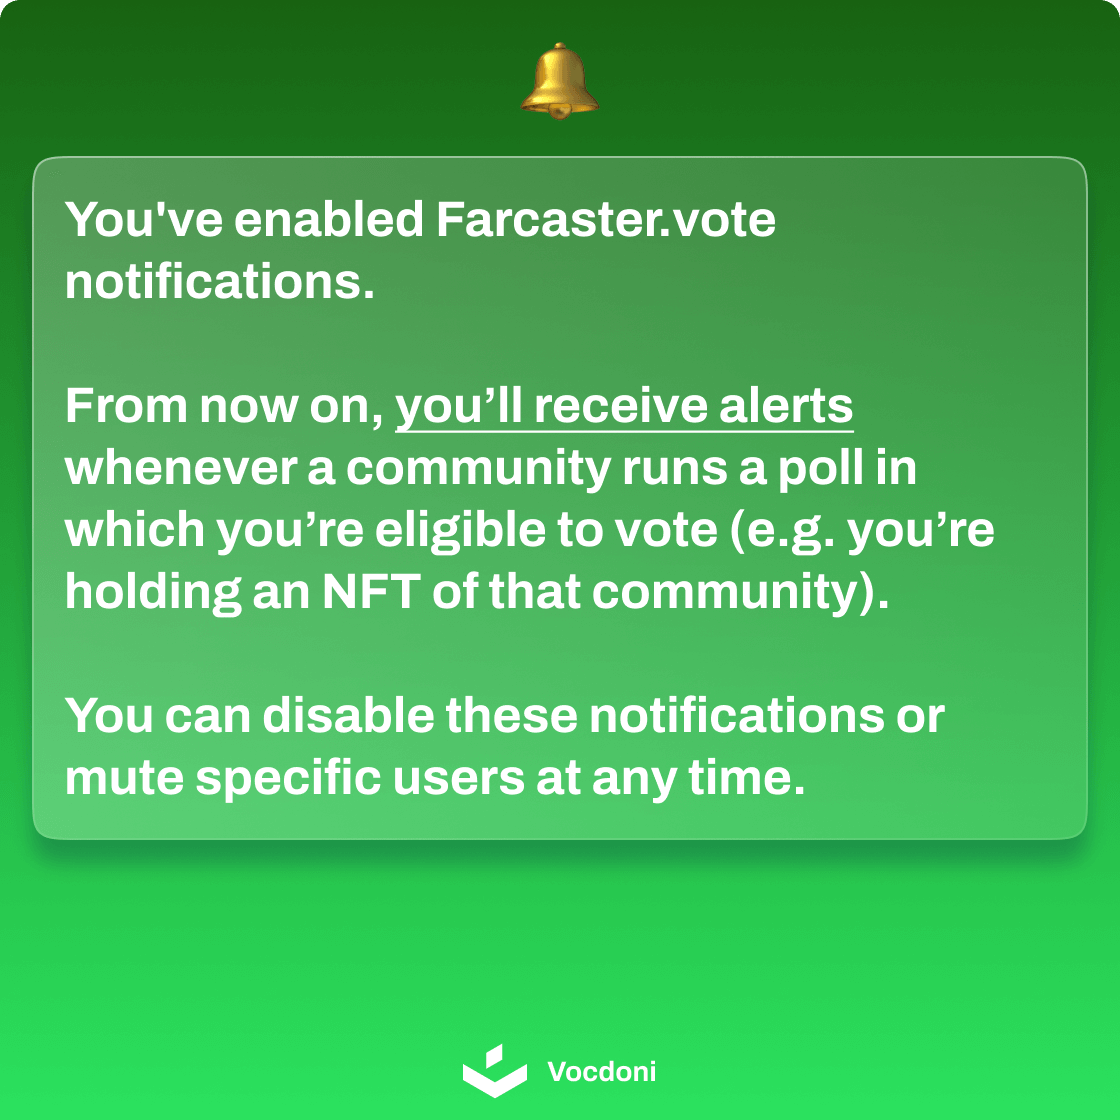 You've enabled Farcaster.vote
notifications.
From now on, you’ll receive alerts
whenever a community runs a poll in
which you’re eligible to vote (e.g. you’re
holding an NFT of that community).
You can disable these notifications or
mute specific users at any time.
Vocdoni